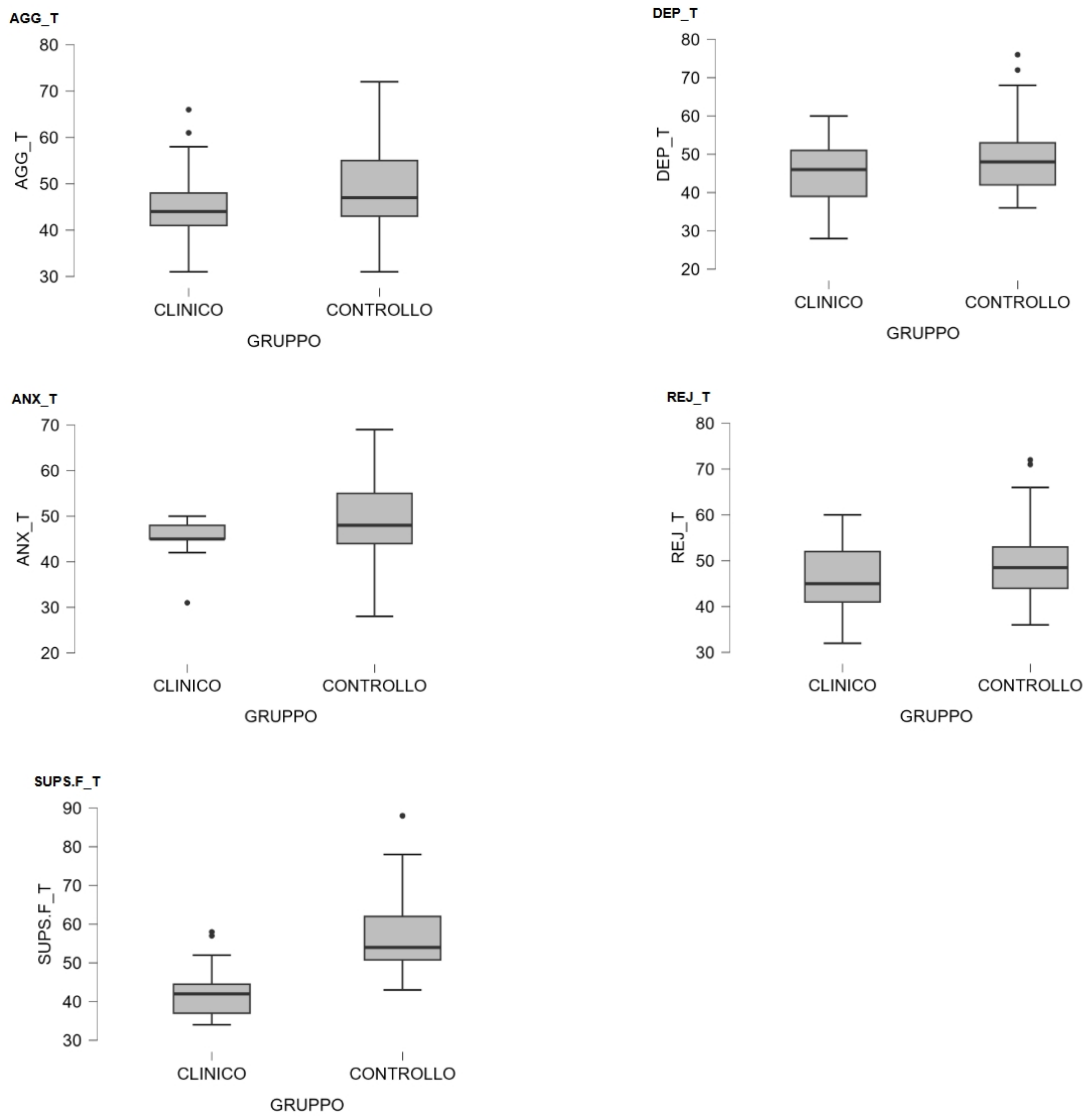 AGG_T
80
70
60
50
40
30
AGG_T
CLINICO CONTROLLO
GRUPPO
DEP_T
80
70
60
50
40
30
20
DEP_T
CLINICO CONTROLLO
GRUPPO
ANX_T
70
60
50
40
30
20
ANX_T
CLINICO CONTROLLO
GRUPPO
REJ_T
80
70
60
50
40
30
REJ_T
CLINICO CONTROLLO
GRUPPO
SUPS.F_T
90
80
70
60
50
40
30
SUPS.F_T
CLINICO CONTROLLO
GRUPPO